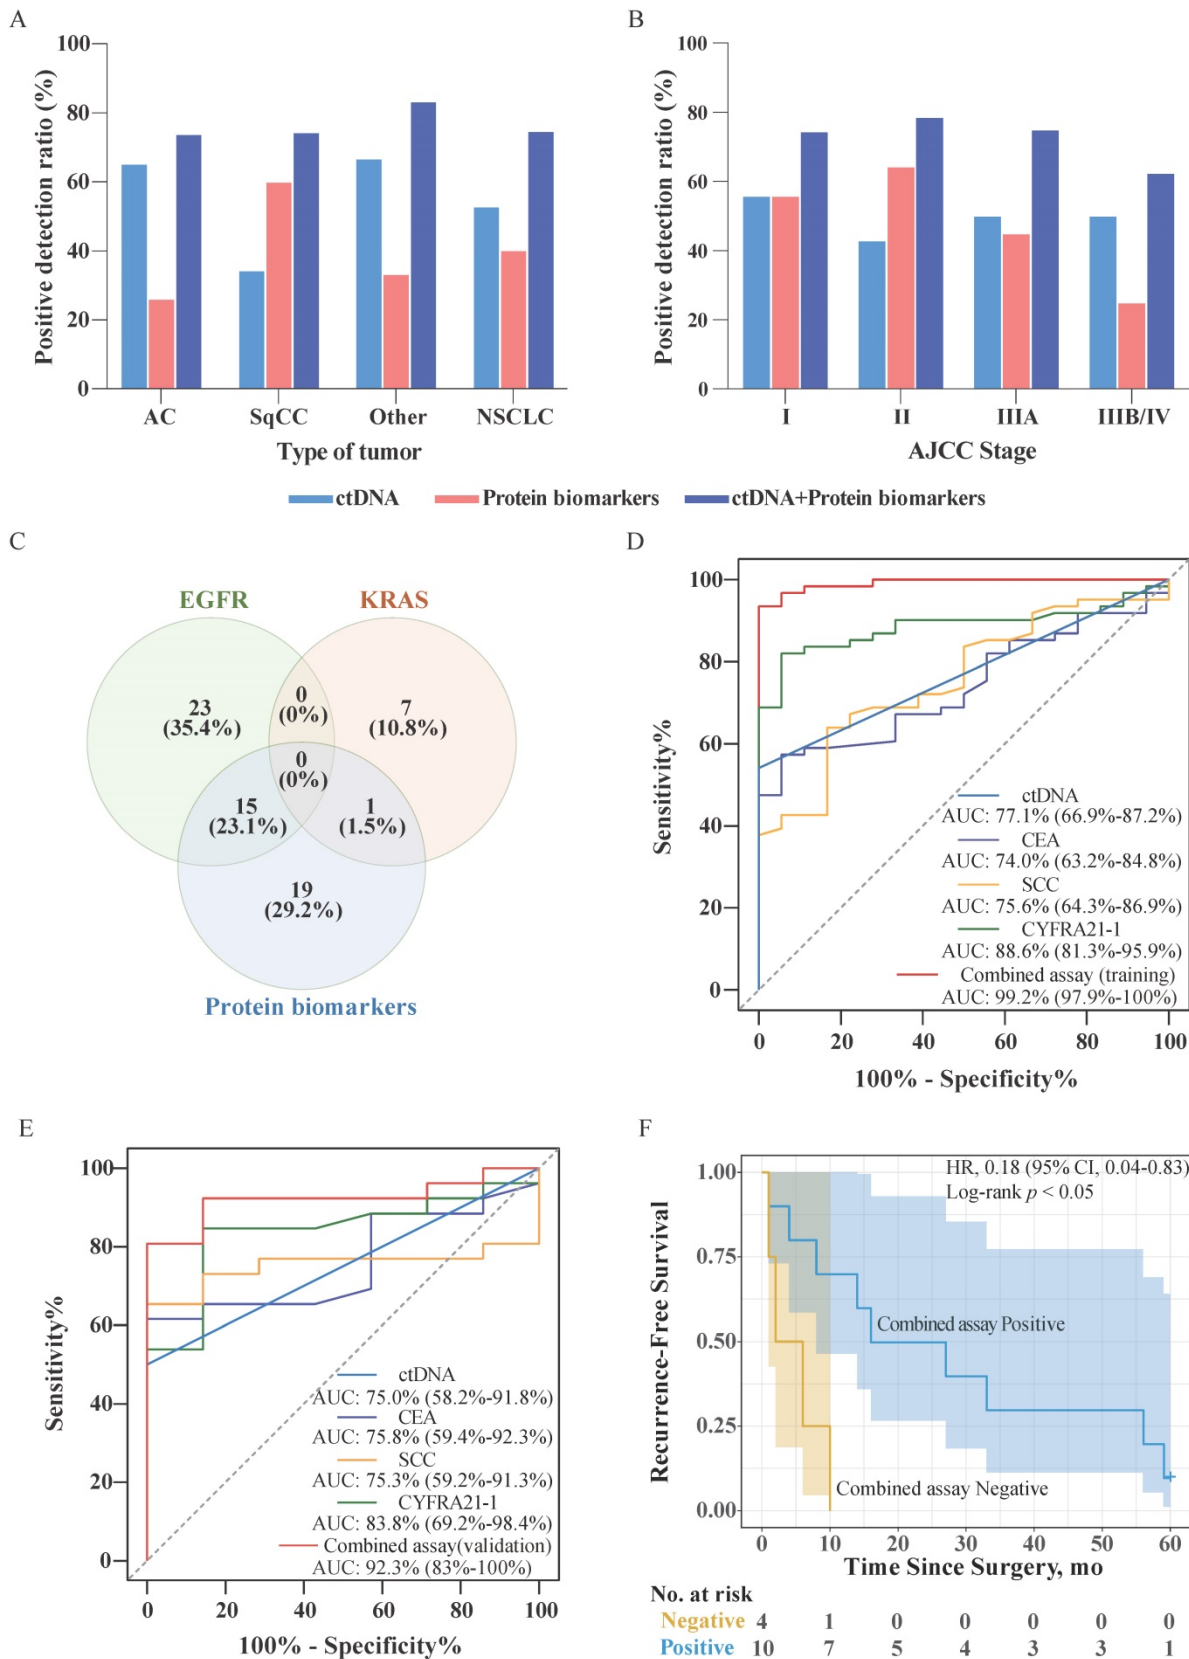 A
Positive detection ratio (%)
100
80
60
40
20
0
AC SqCC Other NSCLC
Type of tumor
B
Positive detection ratio (%)
100
80
60
40
20
0
I II IIIA IIIB/IV
AJCC Stage
ctDNA Protein biomarkers ctDNA+Protein biomarkers
C
EGFR KRAS
23
(35.4%)
0
(0%)
7
(10.8%)
0
(0%)
15
(23.1%)
1
(1.5%)
19
(29.2%)
Protein biomarkers
D
Sensitivity%
100
80
60
40
20
0
ctDNA
AUC: 77.1% (66.9%-87.2%)
CEA
AUC: 74.0% (63.2%-84.8%)
SCC
AUC: 75.6% (64.3%-86.9%)
CYFRA21-1
AUC: 88.6% (81.3%-95.9%)
Combined assay (training)
AUC: 99.2% (97.9%-100%)
0 20 40 60 80 100
100% - Specificity%
E
Sensitivity%
100
80
60
40
20
0
ctDNA
AUC: 75.0% (58.2%-91.8%)
CEA
AUC: 75.8% (59.4%-92.3%)
SCC
AUC: 75.3% (59.2%-91.3%)
CYFRA21-1
AUC: 83.8% (69.2%-98.4%)
Combined assay(validation)
AUC: 92.3% (83%-100%)
0 20 40 60 80 100
100% - Specificity%
F
Recurrence-Free Survival
1.00
0.75
0.50
0.25
0.00
HR, 0.18 (95% CI, 0.04-0.83)
Log-rank p < 0.05
Combined assay Positive
Combined assay Negative
0 10 20 30 40 50 60
Time Since Surgery, mo
No. at risk
Negative 4 1 0 0 0 0 0
Positive 10 7 5 4 3 3 1